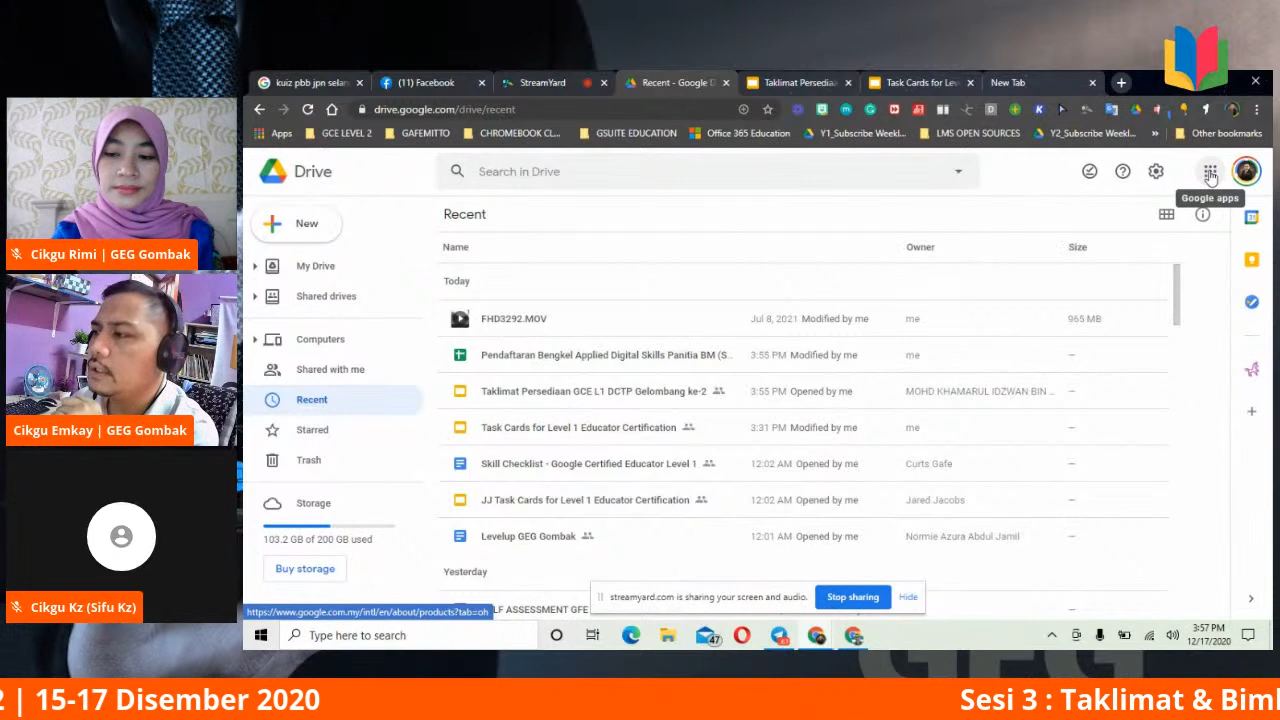 kuiz pbb jpn selan
(11) Facebook
StreamYard
Recent - Google D
Taklimat Persediaan
Task Cards for Leve
New Tab
drive.google.com/drive/recent
Apps
GCE LEVEL 2
GAFEMITTO
CHROMEBOOK CL...
GSUITE EDUCATION
Office 365 Education
Y1_Subscribe Weekl...
LMS OPEN SOURCES
Y2_Subscribe Weekl...
»
Other bookmarks
Drive
Search in Drive
Google apps
New
My Drive
Shared drives
Computers
Shared with me
Recent
Starred
Trash
Storage
103.2 GB of 200 GB used
Buy storage
Recent
Name Owner Size
Today
FHD3292.MOV Jul 8, 2021 Modified by me me 965 MB
Pendaftaran Bengkel Applied Digital Skills Panitia BM (S... 3:55 PM Modified by me me —
Taklimat Persediaan GCE L1 DCTP Gelombang ke-2 3:55 PM Opened by me MOHD KHAMARUL IDZWAN BIN ... —
Task Cards for Level 1 Educator Certification 3:31 PM Modified by me me —
Skill Checklist - Google Certified Educator Level 1 12:02 AM Opened by me Curts Gafe —
JJ Task Cards for Level 1 Educator Certification 12:02 AM Opened by me Jared Jacobs —
Levelup GEG Gombak 12:01 AM Opened by me Normie Azura Abdul Jamil —
Yesterday
LF ASSESSMENT GFE
streamyard.com is sharing your screen and audio.
Stop sharing
Hide
https://www.google.com.my/intl/en/about/products?tab=oh
Type here to search
47
3:57 PM
12/17/2020
Cikgu Rimi | GEG Gombak
Cikgu Emkay | GEG Gombak
Cikgu Kz (Sifu Kz)
GEG
2 | 15-17 Disember 2020
Sesi 3 : Taklimat & Biml